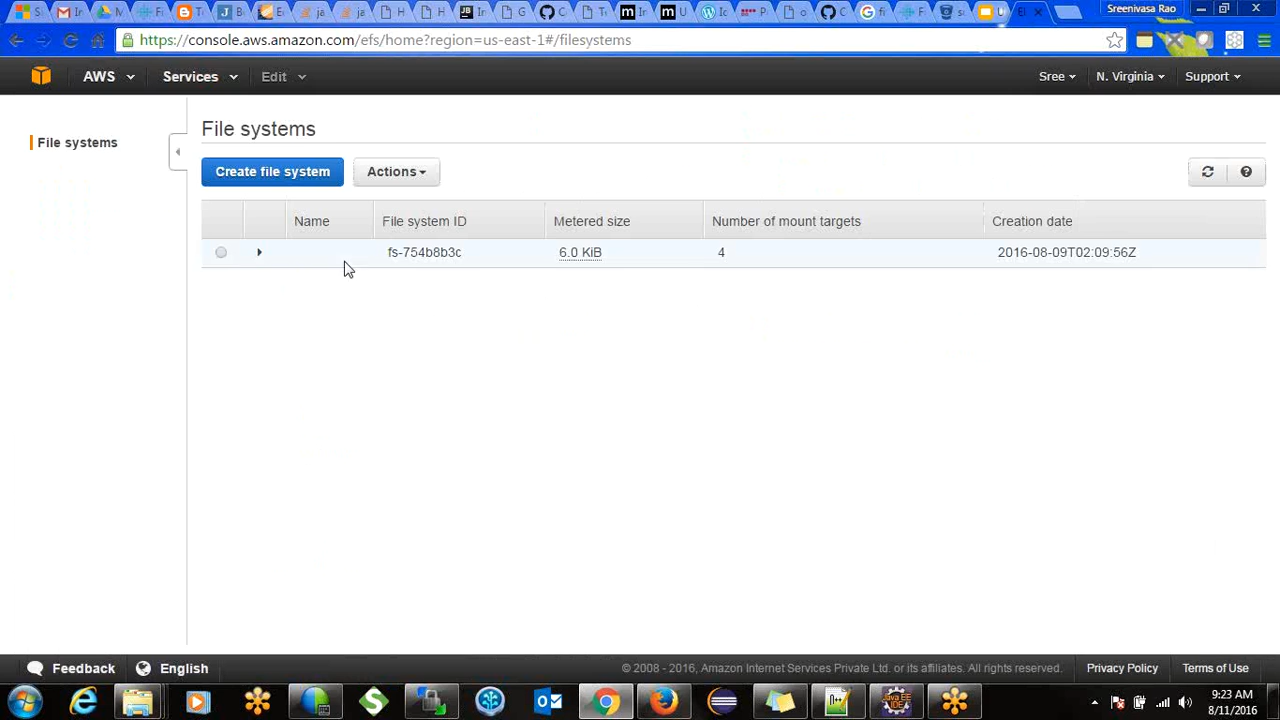 Sreenivasa Rao
https://console.aws.amazon.com/efs/home?region=us-east-1#/filesystems
AWS Services Edit Sree N. Virginia Support
File systems
File systems
Create file system Actions
Name File system ID Metered size Number of mount targets Creation date
fs-754b8b3c 6.0 KiB 4 2016-08-09T02:09:56Z
Feedback English © 2008 - 2016, Amazon Internet Services Private Ltd. or its affiliates. All rights reserved. Privacy Policy Terms of Use
9:23 AM
8/11/2016